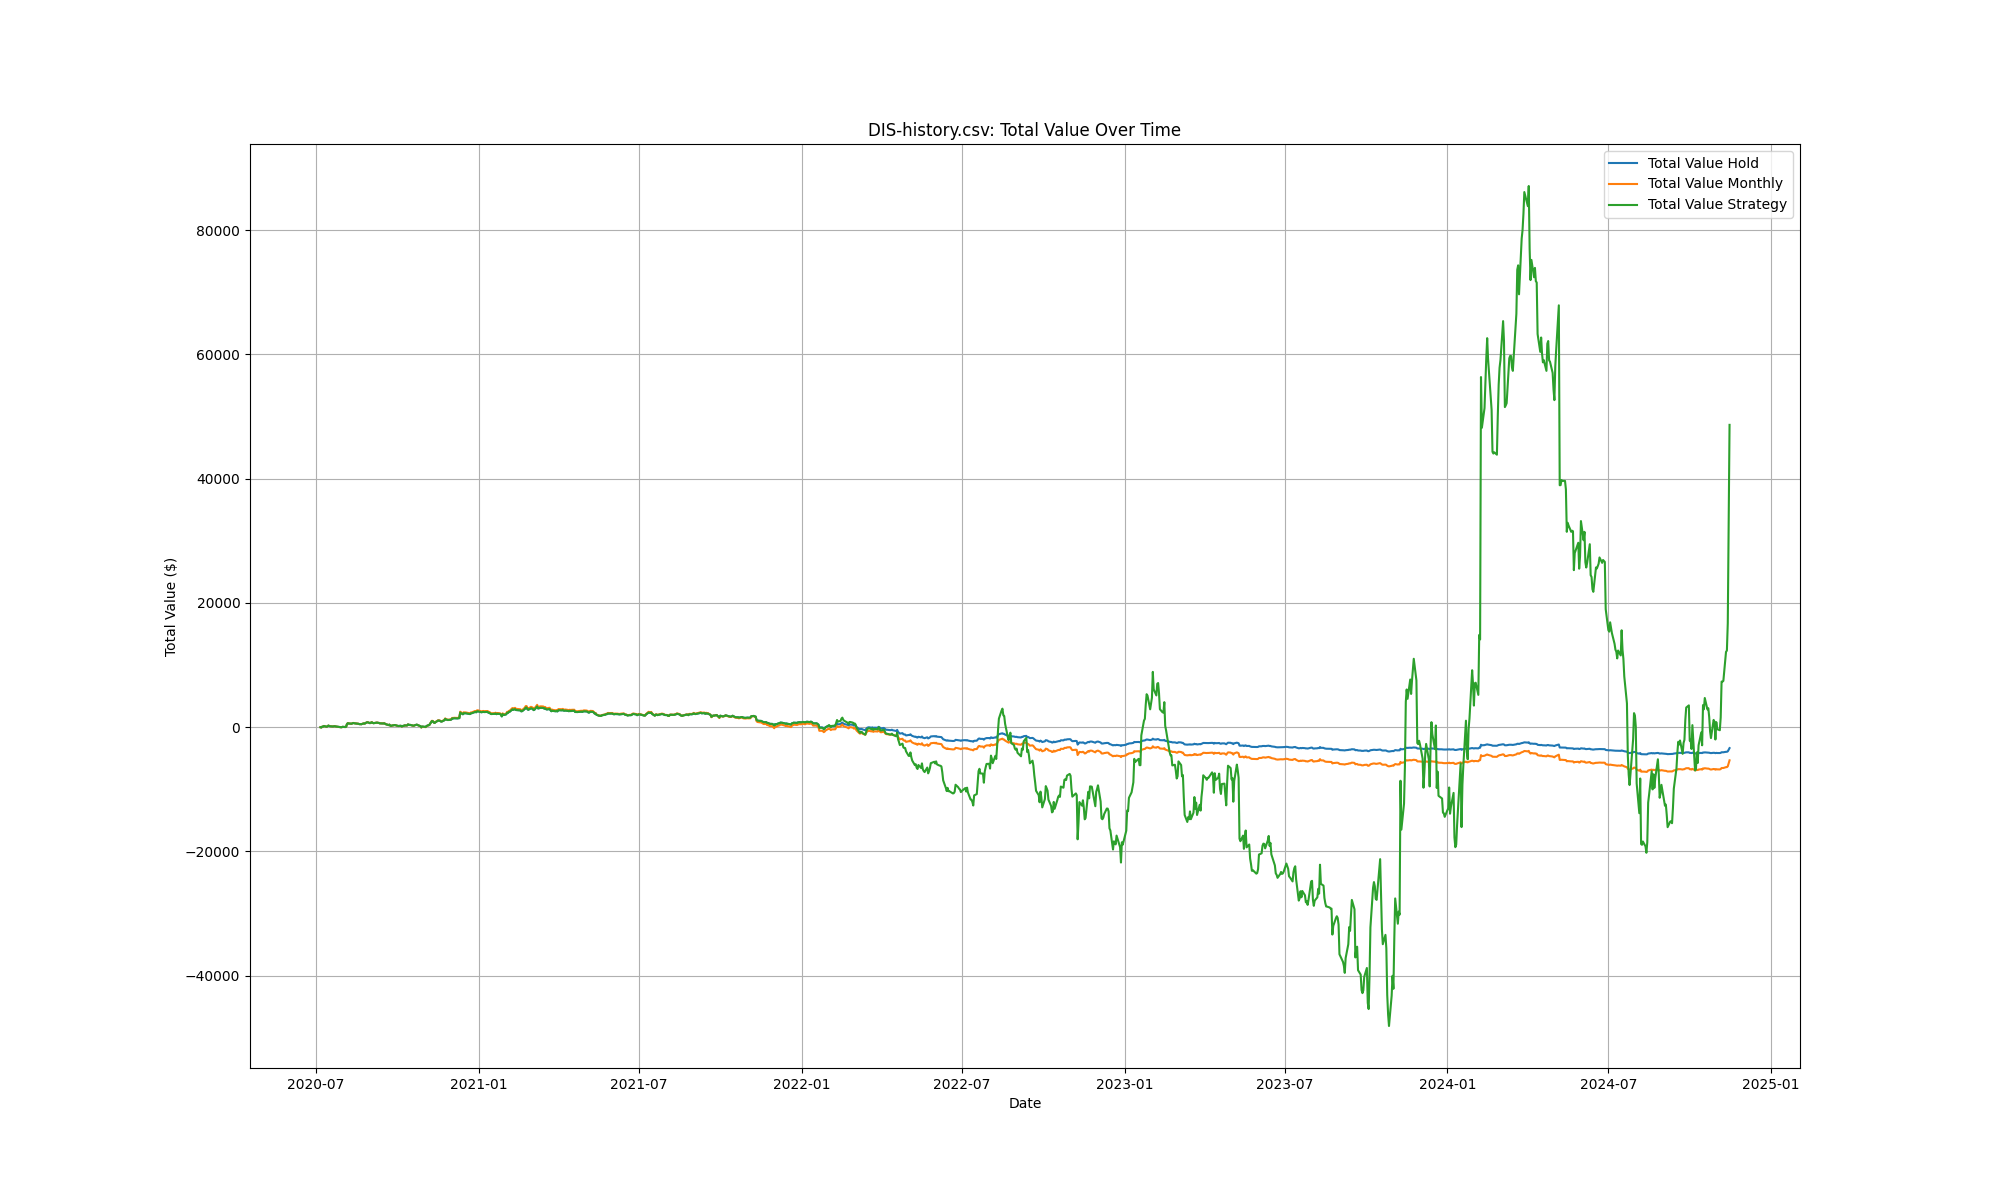 DIS-history.csv: Total Value Over Time
Total Value Hold
Total Value Monthly
Total Value Strategy
Total Value ($)
80000
60000
40000
20000
0
−20000
−40000
2020-07
2021-01
2021-07
2022-01
2022-07
2023-01
2023-07
2024-01
2024-07
2025-01
Date